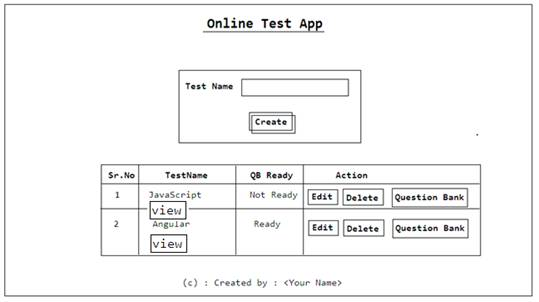 Online Test App
Test Name
Create
Sr.No TestName QB Ready Action
1 JavaScript Not Ready Edit Delete Question Bank
view
2 Angular Ready Edit Delete Question Bank
view
(c) : Created by : <Your Name>